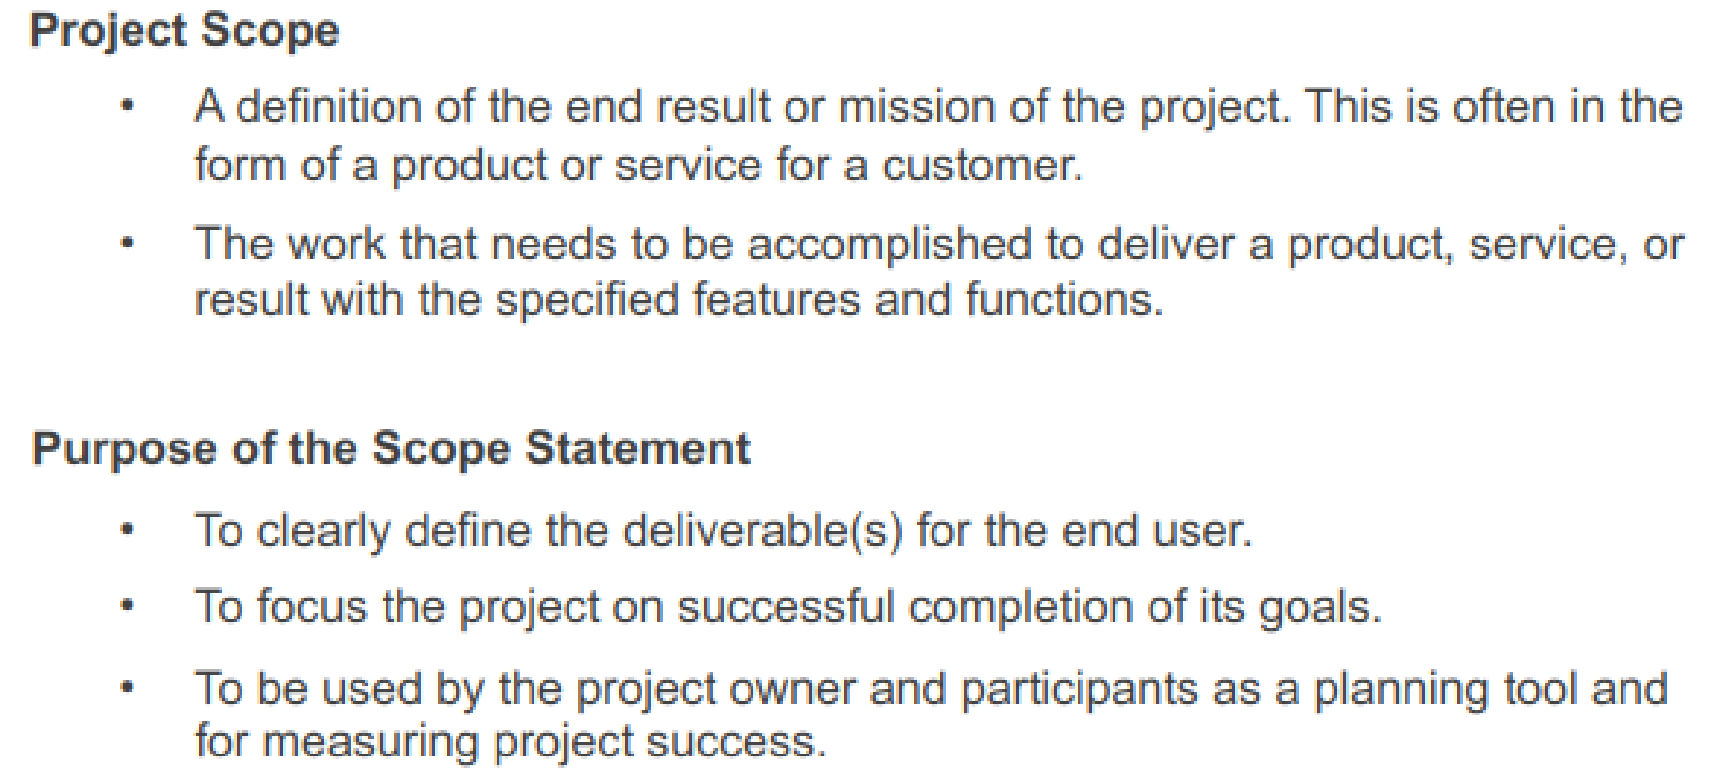 Project Scope
• A definition of the end result or mission of the project. This is often in the
form of a product or service for a customer.
• The work that needs to be accomplished to deliver a product, service, or
result with the specified features and functions.
Purpose of the Scope Statement
• To clearly define the deliverable(s) for the end user.
• To focus the project on successful completion of its goals.
• To be used by the project owner and participants as a planning tool and
for measuring project success.